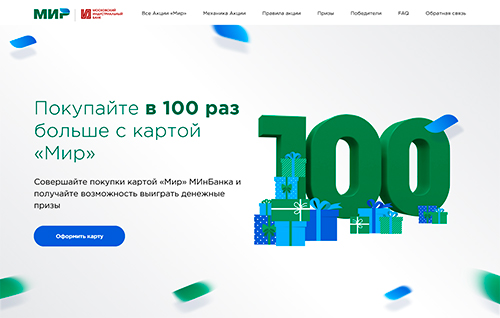 МИР МОСКОВСКИЙ ИНДУСТРИАЛЬНЫЙ БАНК Все Акции «Мир» Механика Акции Правила акции Призы Победители FAQ Обратная связь
Покупайте в 100 раз
больше с картой
«Мир»
100
Совершайте покупки картой «Мир» МИнБанка и
получайте возможность выиграть денежные
призы
Оформить карту